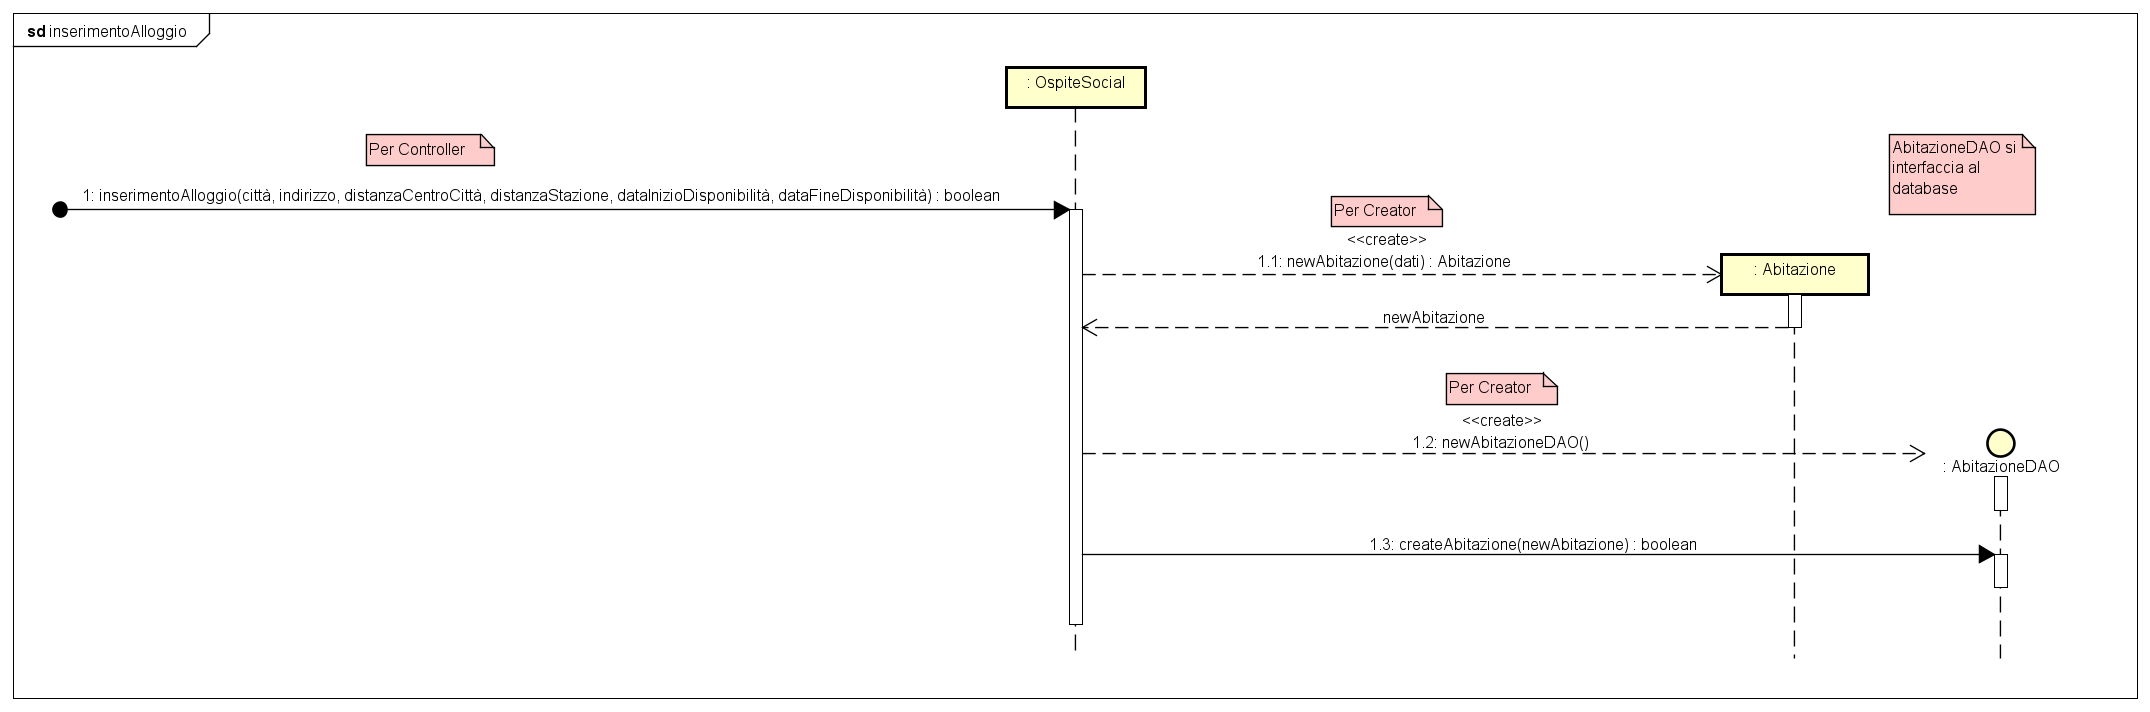 sd inserimentoAlloggio
: OspiteSocial
Per Controller
AbitazioneDAO si
interfaccia al
database
1: inserimentoAlloggio(città, indirizzo, distanzaCentroCittà, distanzaStazione, dataInizioDisponibilità, dataFineDisponibilità) : boolean
Per Creator
<<create>>
1.1: newAbitazione(dati) : Abitazione
: Abitazione
newAbitazione
Per Creator
<<create>>
1.2: newAbitazioneDAO()
: AbitazioneDAO
1.3: createAbitazione(newAbitazione) : boolean